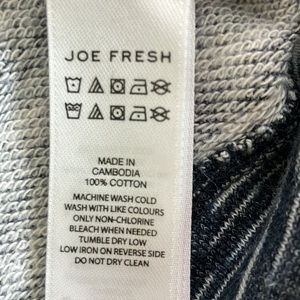 JOE FRESH
MADE IN
CAMBODIA
100% COTTON
MACHINE WASH COLD
WASH WITH LIKE COLOURS
ONLY NON-CHLORINE
BLEACH WHEN NEEDED
TUMBLE DRY LOW
LOW IRON ON REVERSE SIDE
DO NOT DRY CLEAN